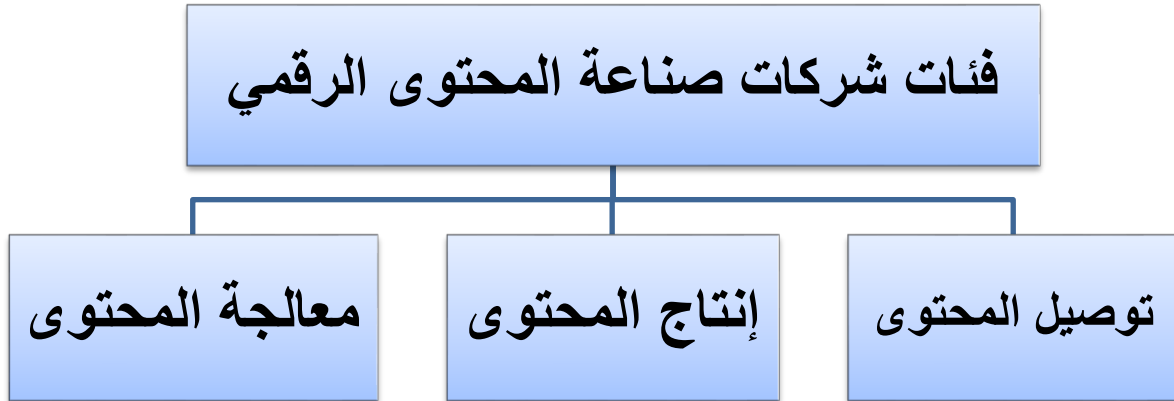 فئات شركات صناعة المحتوى الرقمي
توصيل المحتوى
إنتاج المحتوى
معالجة المحتوى